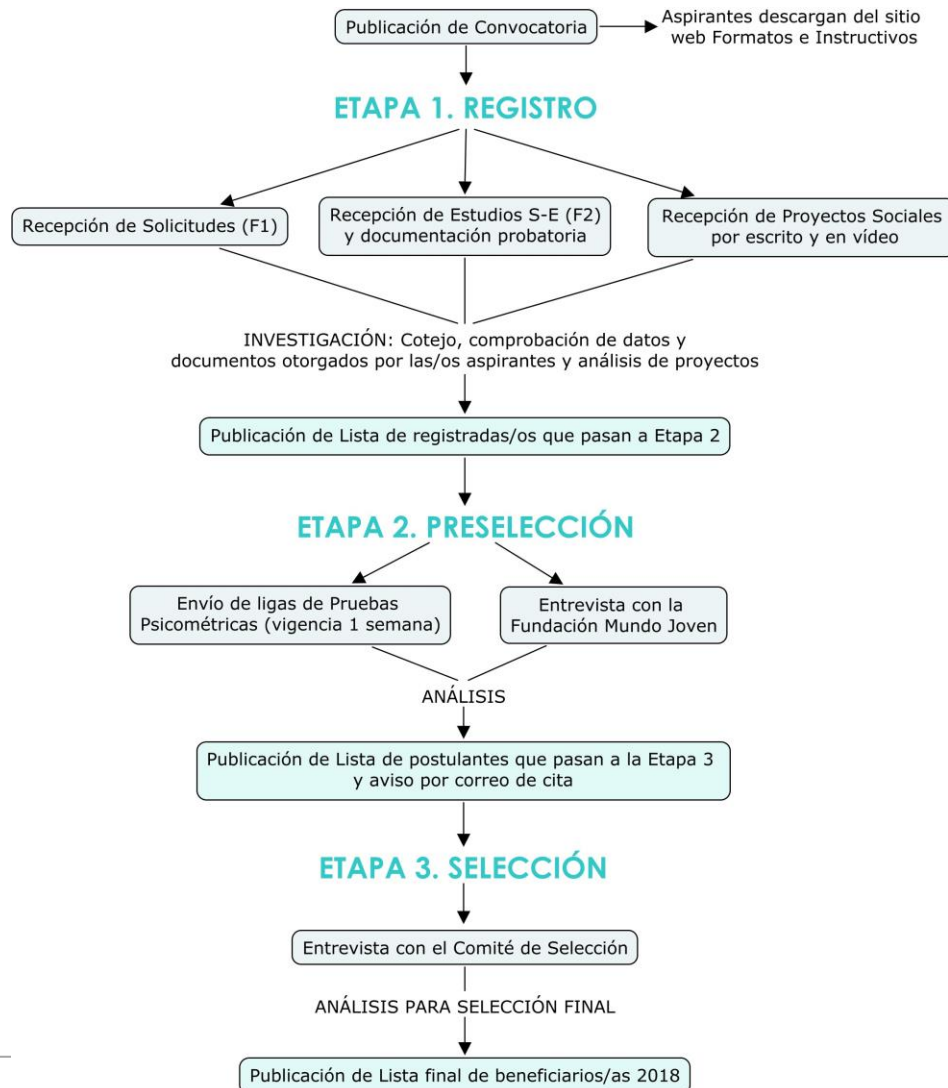 Publicación de Convocatoria
Aspirantes descargan del sitio
web Formatos e Instructivos
ETAPA 1. REGISTRO
Recepción de Solicitudes (F1)
Recepción de Estudios S-E (F2)
y documentación probatoria
Recepción de Proyectos Sociales
por escrito y en vídeo
INVESTIGACIÓN: Cotejo, comprobación de datos y
documentos otorgados por las/os aspirantes y análisis de proyectos
Publicación de Lista de registradas/os que pasan a Etapa 2
ETAPA 2. PRESELECCIÓN
Envío de ligas de Pruebas
Psicométricas (vigencia 1 semana)
Entrevista con la
Fundación Mundo Joven
ANÁLISIS
Publicación de Lista de postulantes que pasan a la Etapa 3
y aviso por correo de cita
ETAPA 3. SELECCIÓN
Entrevista con el Comité de Selección
ANÁLISIS PARA SELECCIÓN FINAL
Publicación de Lista final de beneficiarios/as 2018